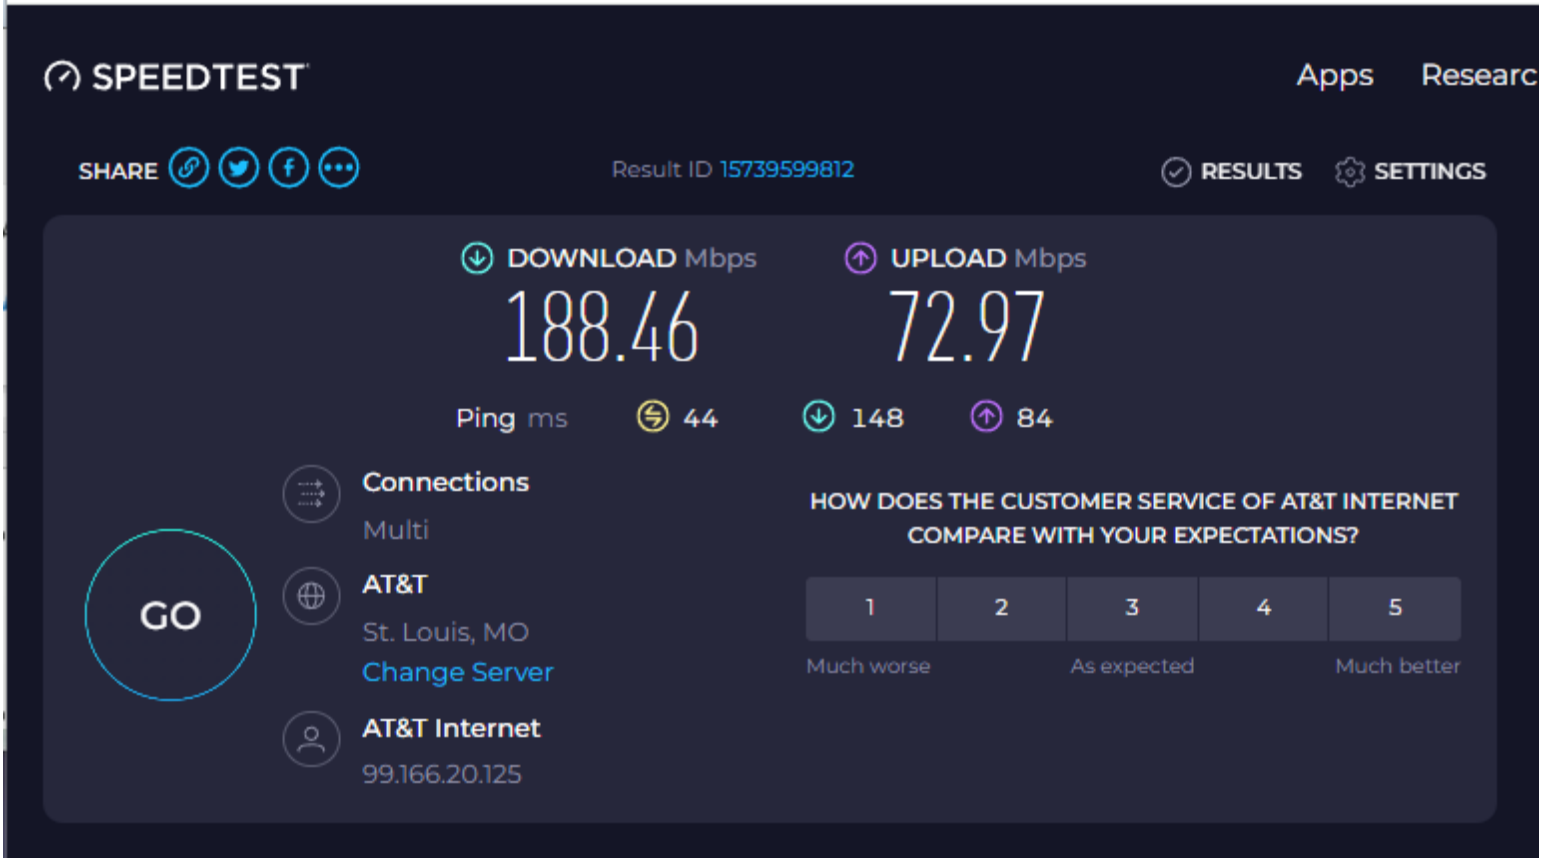 SPEEDTEST
Apps Researc
SHARE
Result ID 15739599812
RESULTS SETTINGS
DOWNLOAD Mbps
188.46
UPLOAD Mbps
72.97
Ping ms 44 148 84
Connections
Multi
GO
AT&T
St. Louis, MO
Change Server
AT&T Internet
99.166.20.125
HOW DOES THE CUSTOMER SERVICE OF AT&T INTERNET
COMPARE WITH YOUR EXPECTATIONS?
1 2 3 4 5
Much worse As expected Much better